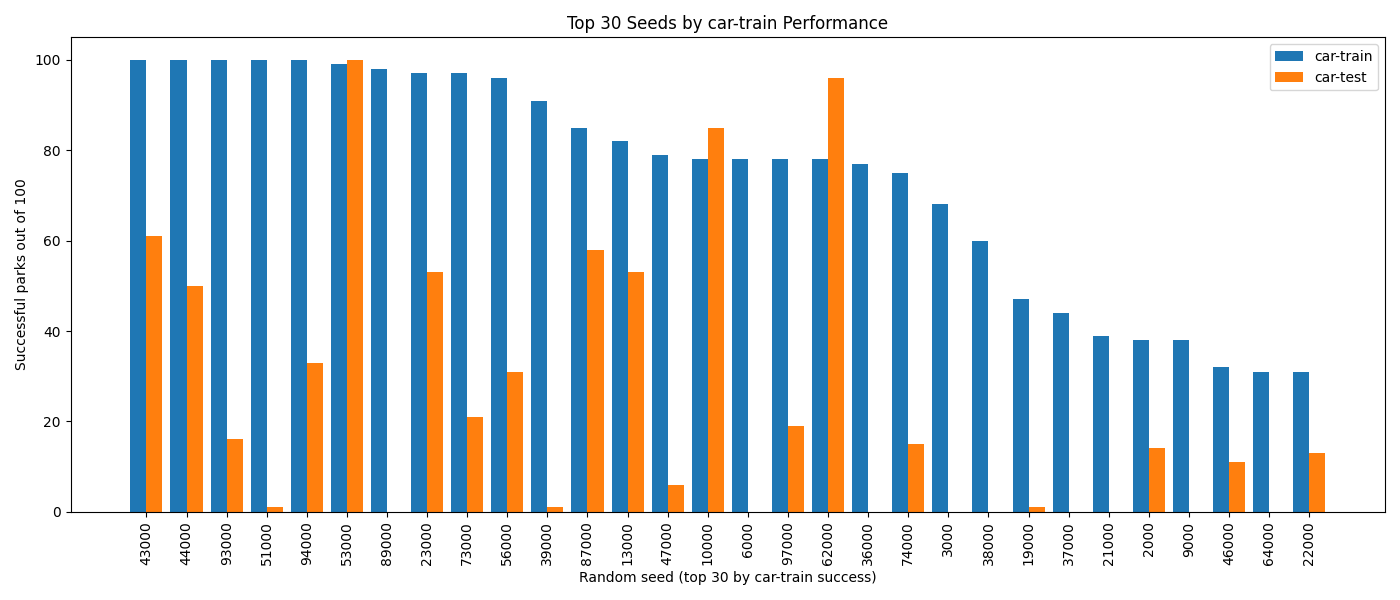 Top 30 Seeds by car-train Performance
car-train
car-test
Successful parks out of 100
100
80
60
40
20
0
43000 44000 93000 51000 94000 53000 89000 23000 73000 56000 39000 87000 13000 47000 10000 6000 97000 62000 36000 74000 3000 38000 19000 37000 21000 2000 9000 46000 64000 22000
Random seed (top 30 by car-train success)